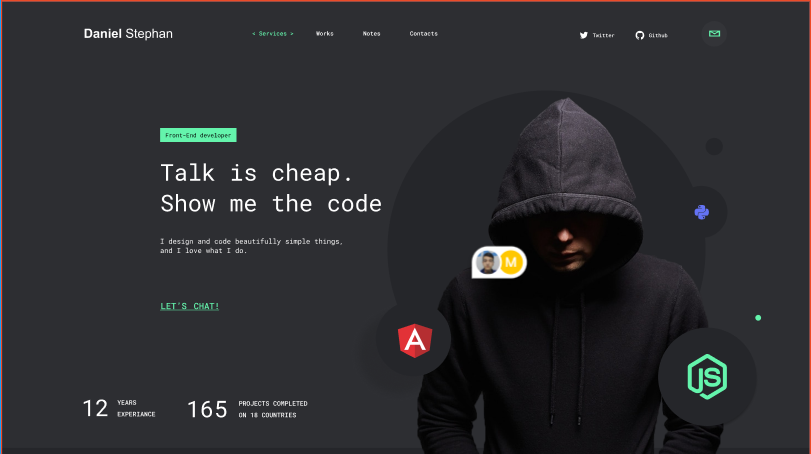 Daniel Stephan
< Services >
Works
Notes
Contacts
Twitter
Github
Front-End developer
Talk is cheap.
Show me the code
I design and code beautifully simple things,
and I love what I do.
M
A
JS
LET'S CHAT!
12
YEARS
EXPERIANCE
165
PROJECTS COMPLETED
ON 18 COUNTRIES